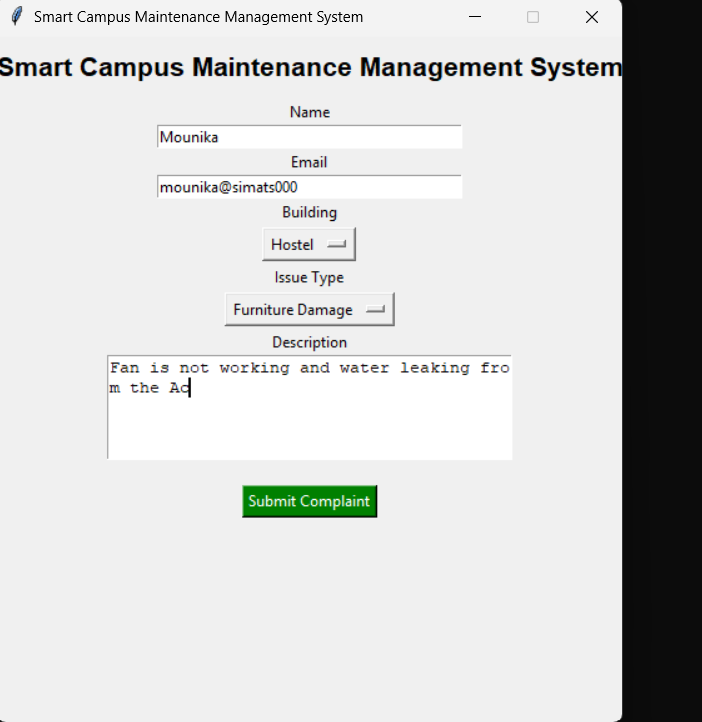 Smart Campus Maintenance Management System
Smart Campus Maintenance Management System
Name
Mounika
Email
mounika@simats000
Building
Hostel
Issue Type
Furniture Damage
Description
Fan is not working and water leaking fro
m the Ac
Submit Complaint